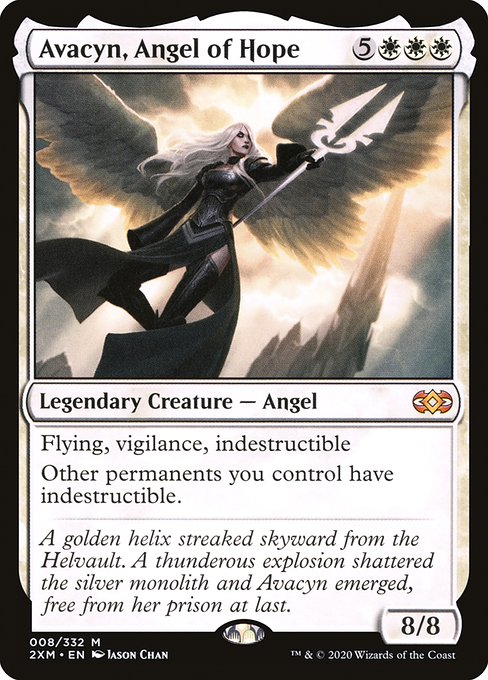 Avacyn, Angel of Hope 5
Legendary Creature — Angel
Flying, vigilance, indestructible
Other permanents you control have
indestructible.
A golden helix streaked skyward from the
Helvault. A thunderous explosion shattered
the silver monolith and Avacyn emerged,
free from her prison at last.
8/8
008/332 M
2XM • EN Jason Chan
™ & © 2020 Wizards of the Coast